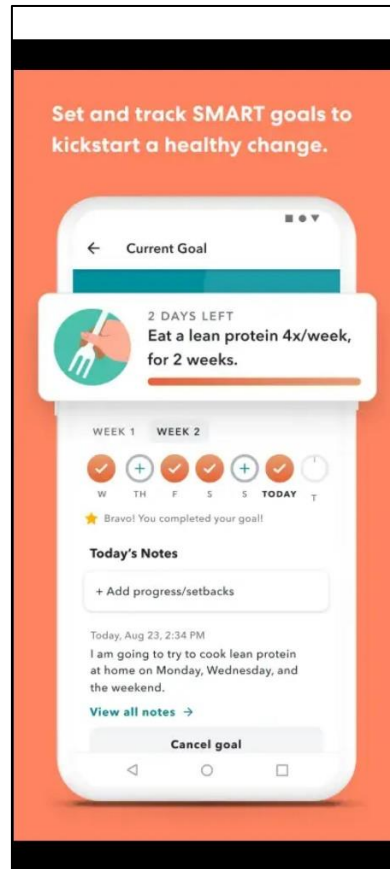 Set and track SMART goals to
kickstart a healthy change.
Current Goal
2 DAYS LEFT
Eat a lean protein 4x/week,
for 2 weeks.
WEEK 1 WEEK 2
W TH F S S TODAY T
Bravo! You completed your goal!
Today's Notes
+ Add progress/setbacks
Today, Aug 23, 2:34 PM
I am going to try to cook lean protein
at home on Monday, Wednesday, and
the weekend.
View all notes →
Cancel goal